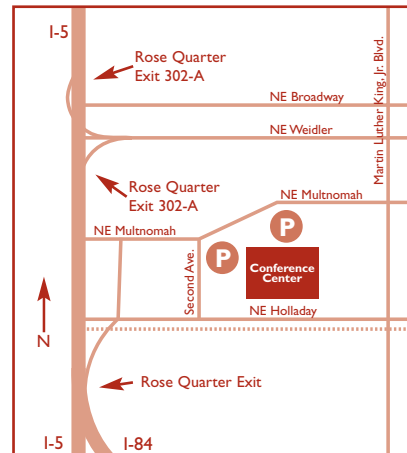 I-5
Rose Quarter
Exit 302-A
NE Broadway
Martin Luther King, Jr. Blvd.
NE Weidler
Rose Quarter
Exit 302-A
NE Multnomah
NE Multnomah
P
P
Second Ave.
Conference
Center
NE Holladay
N
Rose Quarter Exit
I-5
I-84